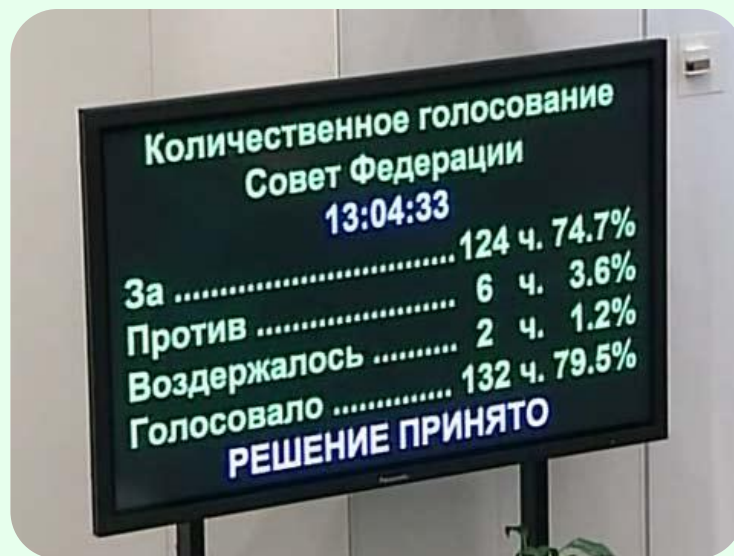 Количественное голосование
Совет Федерации
13:04:33
За ................................ 124 ч. 74.7%
Против ....................... 6 ч. 3.6%
Воздержалось .......... 2 ч. 1.2%
Голосовало .............. 132 ч. 79.5%
РЕШЕНИЕ ПРИНЯТО
Panasonic